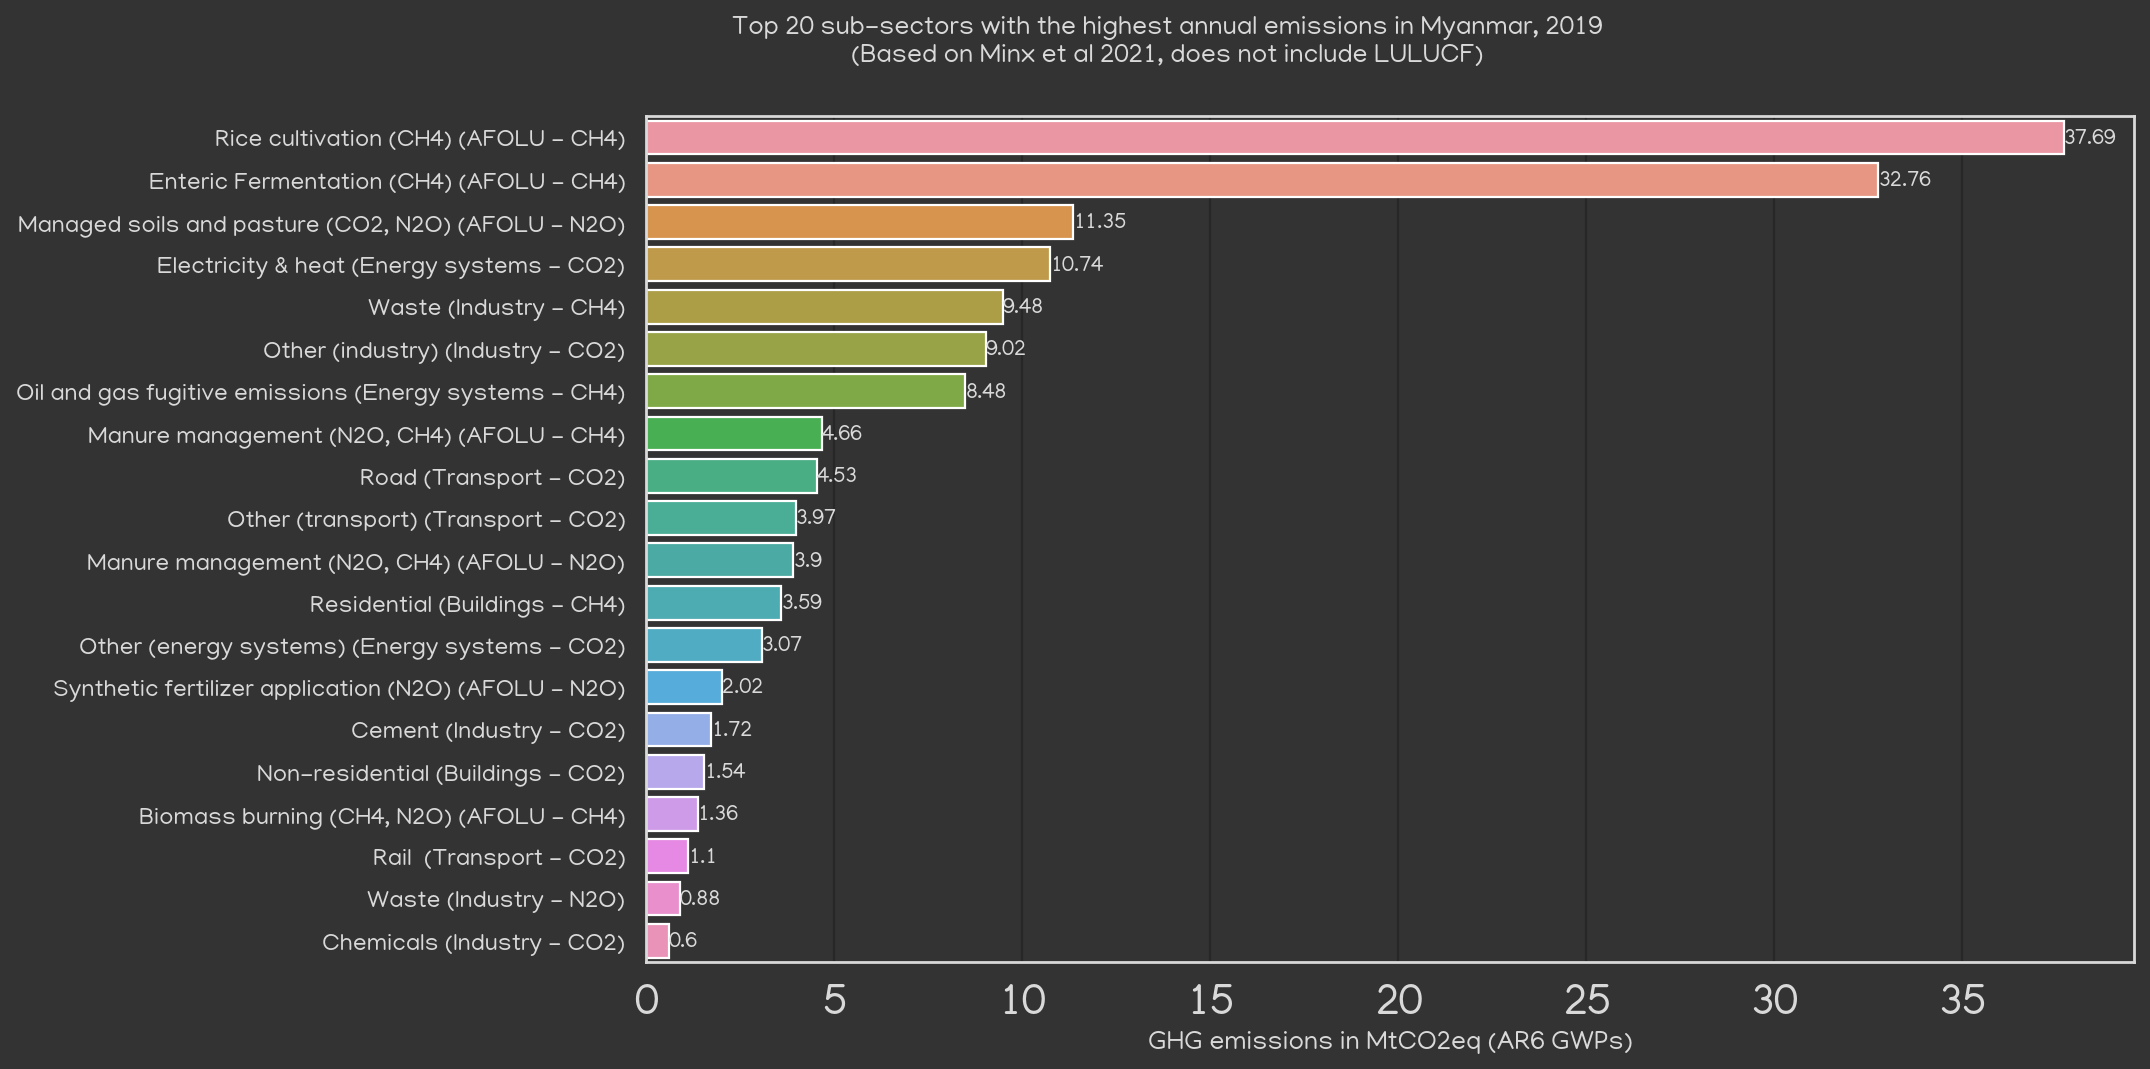 Top 20 sub-sectors with the highest annual emissions in Myanmar, 2019
(Based on Minx et al 2021, does not include LULUCF)
Rice cultivation (CH4) (AFOLU - CH4) 37.69
Enteric Fermentation (CH4) (AFOLU - CH4) 32.76
Managed soils and pasture (CO2, N2O) (AFOLU - N2O) 11.35
Electricity & heat (Energy systems - CO2) 10.74
Waste (Industry - CH4) 9.48
Other (industry) (Industry - CO2) 9.02
Oil and gas fugitive emissions (Energy systems - CH4) 8.48
Manure management (N2O, CH4) (AFOLU - CH4) 4.66
Road (Transport - CO2) 4.53
Other (transport) (Transport - CO2) 3.97
Manure management (N2O, CH4) (AFOLU - N2O) 3.9
Residential (Buildings - CH4) 3.59
Other (energy systems) (Energy systems - CO2) 3.07
Synthetic fertilizer application (N2O) (AFOLU - N2O) 2.02
Cement (Industry - CO2) 1.72
Non-residential (Buildings - CO2) 1.54
Biomass burning (CH4, N2O) (AFOLU - CH4) 1.36
Rail  (Transport - CO2) 1.1
Waste (Industry - N2O) 0.88
Chemicals (Industry - CO2) 0.6
0 5 10 15 20 25 30 35
GHG emissions in MtCO2eq (AR6 GWPs)